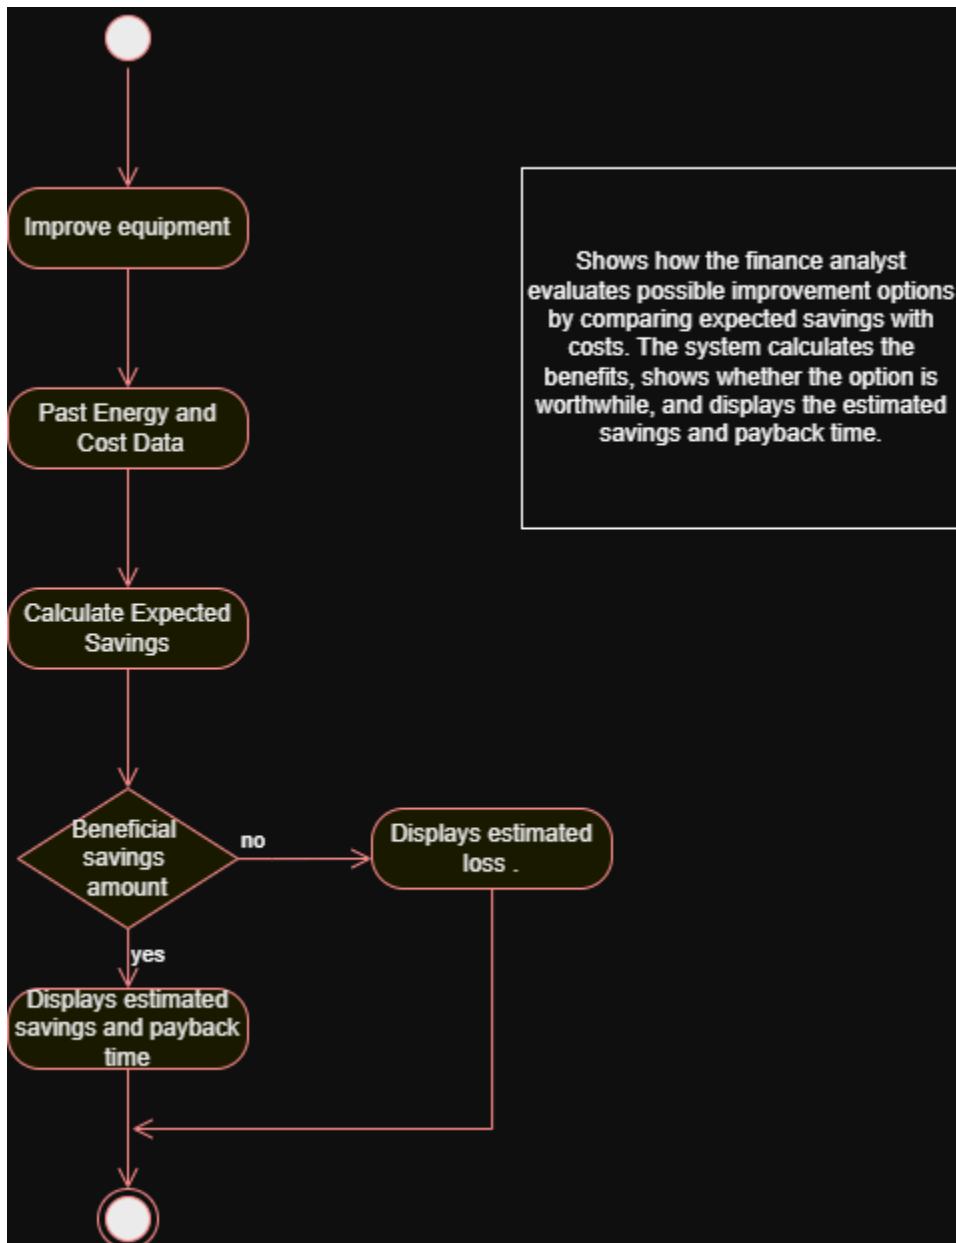 Improve equipment
Shows how the finance analyst
evaluates possible improvement options
by comparing expected savings with
costs. The system calculates the
benefits, shows whether the option is
worthwhile, and displays the estimated
savings and payback time.
Past Energy and
Cost Data
Calculate Expected
Savings
Beneficial
savings
amount
no
Displays estimated
loss .
yes
Displays estimated
savings and payback
time